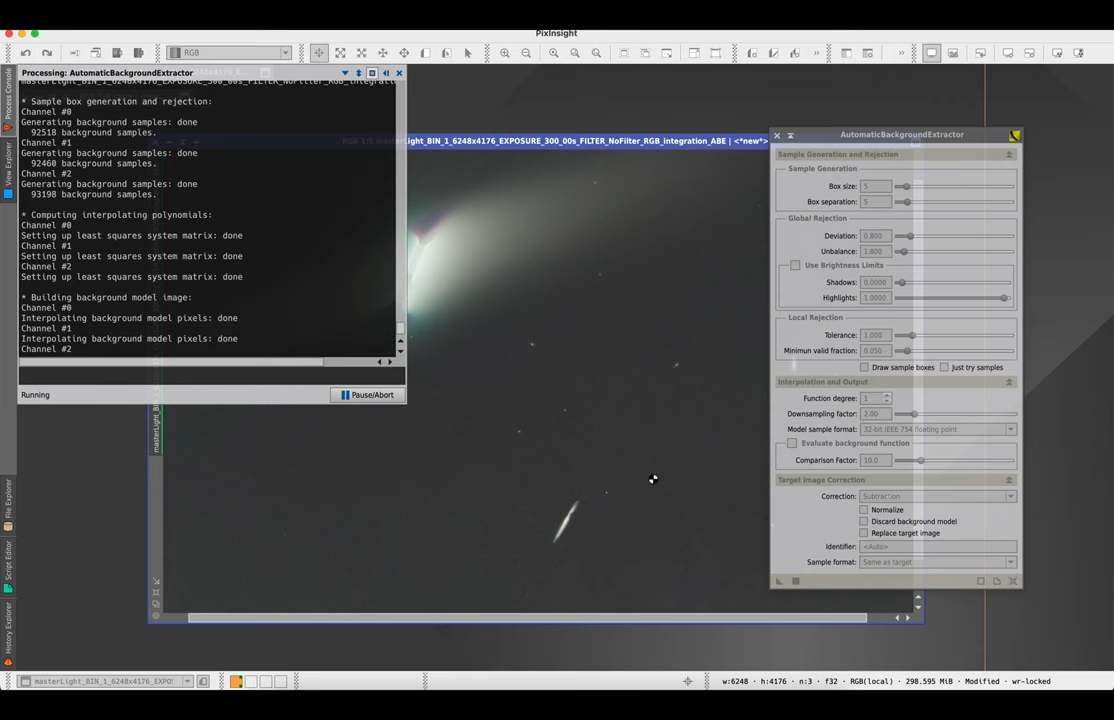 PixInsight
RGB
Processing: AutomaticBackgroundExtractor
* Sample box generation and rejection:
Channel #0
Generating background samples: done
92518 background samples.
Channel #1
Generating background samples: done
92460 background samples.
Channel #2
Generating background samples: done
93198 background samples.
* Computing interpolating polynomials:
Channel #0
Setting up least squares system matrix: done
Channel #1
Setting up least squares system matrix: done
Channel #2
Setting up least squares system matrix: done
* Building background model image:
Channel #0
Interpolating background model pixels: done
Channel #1
Interpolating background model pixels: done
Channel #2
Running
Pause/Abort
Process Console
View Explorer
File Explorer
Script Editor
History Explorer
RGB 1:5 masterLight_BIN_1_6248x4176_EXPOSURE_300_00s_FILTER_NoFilter_RGB_integration_ABE | <*new*>
masterLight_BIN_1_6248x4176_EXP
AutomaticBackgroundExtractor
Sample Generation and Rejection
Sample Generation
Box size: 5
Box separation: 5
Global Rejection
Deviation: 0.800
Unbalance: 1.800
Use Brightness Limits
Shadows: 0.0000
Highlights: 1.0000
Local Rejection
Tolerance: 1.000
Minimun valid fraction: 0.050
Draw sample boxes
Just try samples
Interpolation and Output
Function degree: 1
Downsampling factor: 2.00
Model sample format: 32-bit IEEE 754 floating point
Evaluate background function
Comparison Factor: 10.0
Target Image Correction
Correction: Subtraction
Normalize
Discard background model
Replace target image
Identifier: <Auto>
Sample format: Same as target
masterLight_BIN_1_6248x4176_EXPO
w:6248 · h:4176 · n:3 · f32 · RGB(local) · 298.595 MiB · Modified · wr-locked